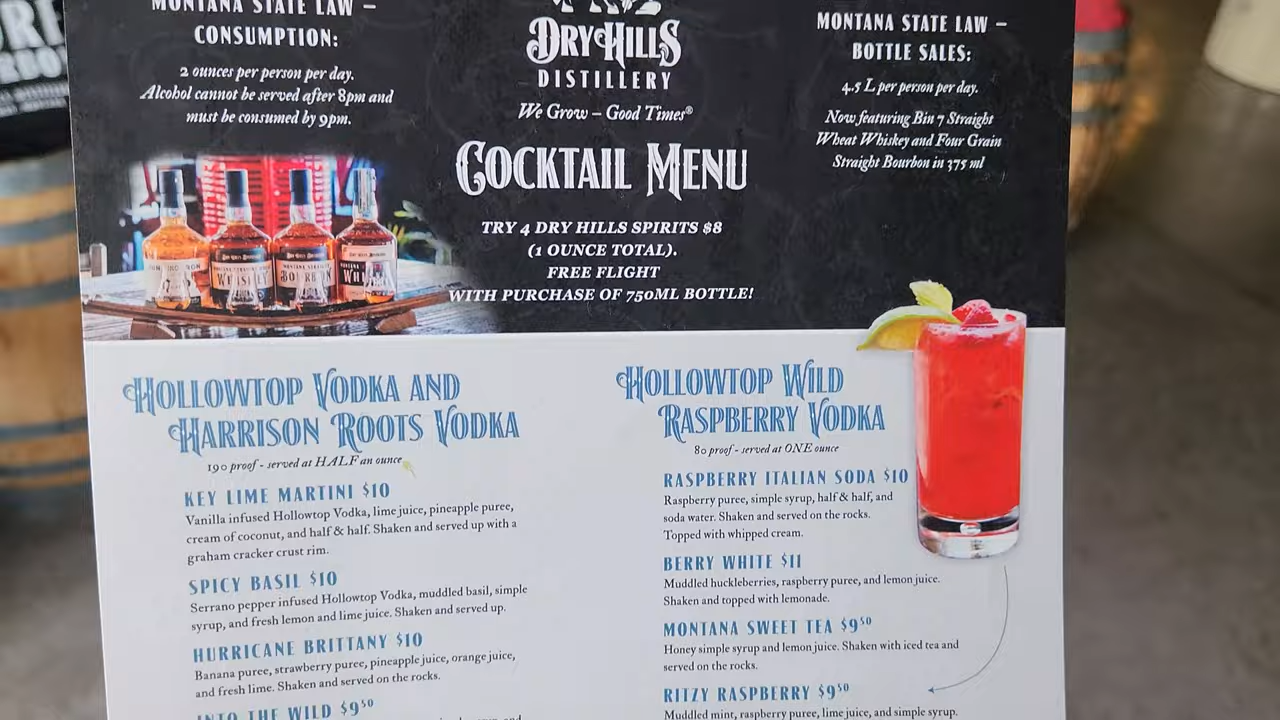 MONTANA STATE LAW –
CONSUMPTION:
2 ounces per person per day.
Alcohol cannot be served after 8pm and
must be consumed by 9pm.
DRY HILLS
DISTILLERY
We Grow – Good Times®
COCKTAIL MENU
TRY 4 DRY HILLS SPIRITS $8
(1 OUNCE TOTAL).
FREE FLIGHT
WITH PURCHASE OF 750ML BOTTLE!
MONTANA STATE LAW –
BOTTLE SALES:
4.5 L per person per day.
Now featuring Bin 7 Straight
Wheat Whiskey and Four Grain
Straight Bourbon in 375 ml
WHISKEY
BOURBON
HOLLOWTOP VODKA AND
HARRISON ROOTS VODKA
190 proof - served at HALF an ounce
KEY LIME MARTINI $10
Vanilla infused Hollowtop Vodka, lime juice, pineapple puree,
cream of coconut, and half & half. Shaken and served up with a
graham cracker crust rim.
SPICY BASIL $10
Serrano pepper infused Hollowtop Vodka, muddled basil, simple
syrup, and fresh lemon and lime juice. Shaken and served up.
HURRICANE BRITTANY $10
Banana puree, strawberry puree, pineapple juice, orange juice,
and fresh lime. Shaken and served on the rocks.
INTO THE WILD $9⁵⁰
HOLLOWTOP WILD
RASPBERRY VODKA
80 proof - served at ONE ounce
RASPBERRY ITALIAN SODA $10
Raspberry puree, simple syrup, half & half, and
soda water. Shaken and served on the rocks.
Topped with whipped cream.
BERRY WHITE $11
Muddled huckleberries, raspberry puree, and lemon juice.
Shaken and topped with lemonade.
MONTANA SWEET TEA $9⁵⁰
Honey simple syrup and lemon juice. Shaken with iced tea and
served on the rocks.
RITZY RASPBERRY $9⁵⁰
Muddled mint, raspberry puree, lime juice, and simple syrup.